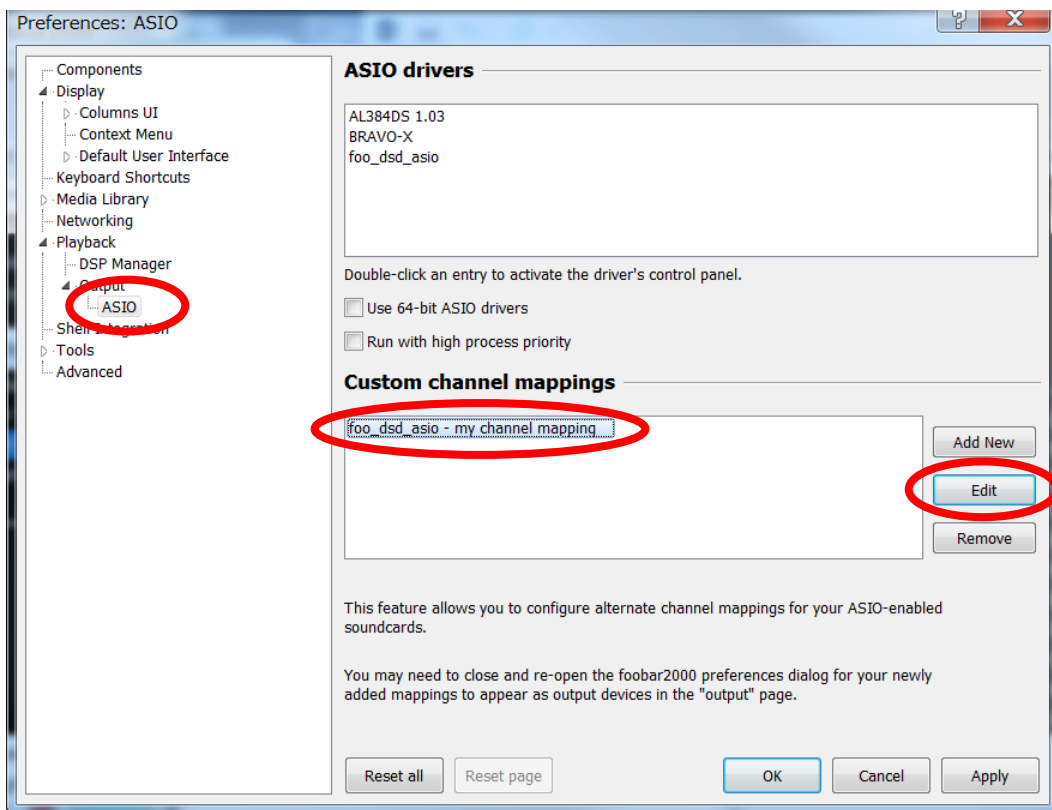 Preferences: ASIO
Components
Display
Columns UI
Context Menu
Default User Interface
Keyboard Shortcuts
Media Library
Networking
Playback
DSP Manager
Output
ASIO
Shell Integration
Tools
Advanced
ASIO drivers
AL384DS 1.03
BRAVO-X
foo_dsd_asio
Double-click an entry to activate the driver's control panel.
Use 64-bit ASIO drivers
Run with high process priority
Custom channel mappings
foo_dsd_asio - my channel mapping
Add New
Edit
Remove
This feature allows you to configure alternate channel mappings for your ASIO-enabled
soundcards.
You may need to close and re-open the foobar2000 preferences dialog for your newly
added mappings to appear as output devices in the "output" page.
Reset all
Reset page
OK
Cancel
Apply